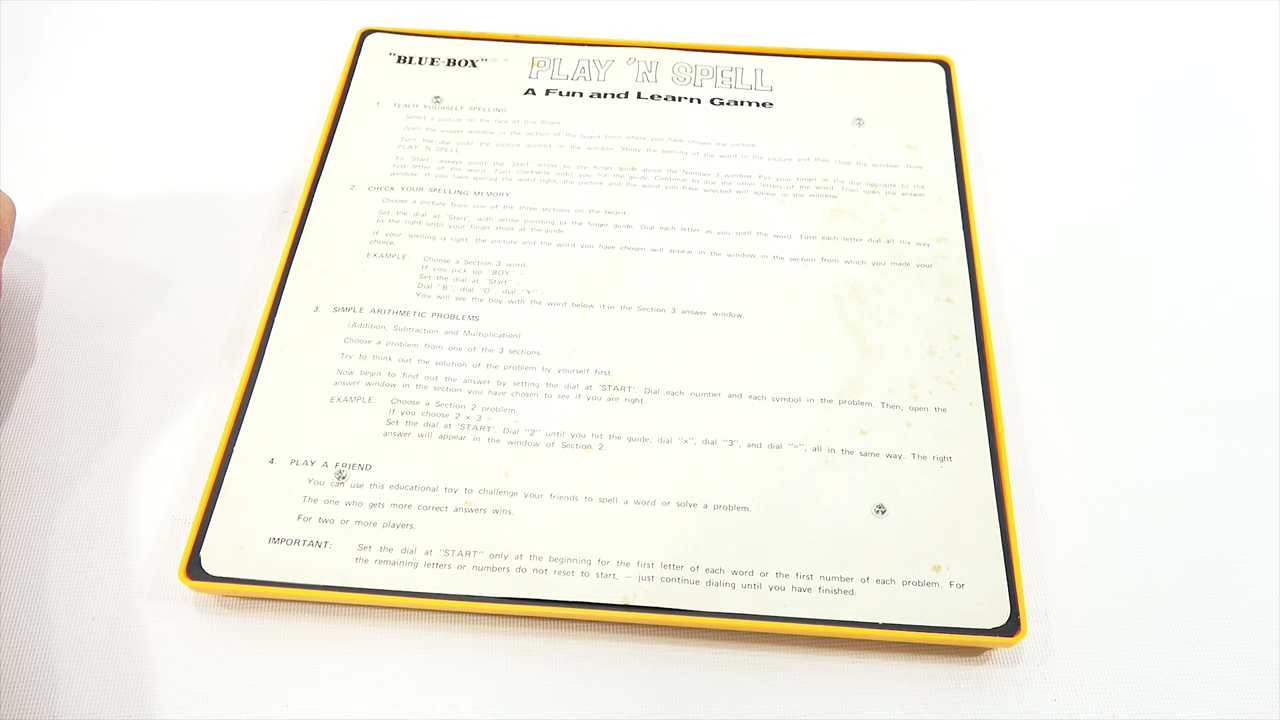 "BLUE-BOX"
PLAY 'N SPELL
A Fun and Learn Game
1. TEACH YOURSELF SPELLING
Select a picture on the face of this Board.
Open the answer window in the section of the board from where you have chosen the picture.
Turn the dial until the picture appears in the window. Study the spelling of the word in the picture and then close the window. Now
PLAY 'N SPELL.
To 'Start' always point the 'Start' arrow to the finger guide above the Number 3 window. Put your finger in the dial opposite to the
first letter of the word. Turn clockwise until you hit the guide. Continue to dial the other letters of the word. Then open the answer
window. If you have spelled the word right, the picture and the word you have selected will appear in the window.
2. CHECK YOUR SPELLING MEMORY
Choose a picture from one of the three sections on the board.
Set the dial at 'Start', with arrow pointing to the finger guide. Dial each letter as you spell the word. Turn each letter dial all the way
to the right until your finger stops at the guide.
If your spelling is right, the picture and the word you have chosen will appear in the window in the section from which you made your
choice.
EXAMPLE: Choose a Section 3 word.
If you pick up "BOY" –
Set the dial at "Start" –
Dial "B", dial "O", dial "Y" –
You will see the boy with the word below it in the Section 3 answer window.
3. SIMPLE ARITHMETIC PROBLEMS
(Addition, Subtraction and Multiplication)
Choose a problem from one of the 3 sections.
Try to think out the solution of the problem by yourself first.
Now begin to find out the answer by setting the dial at 'START'. Dial each number and each symbol in the problem. Then, open the
answer window in the section you have chosen to see if you are right.
EXAMPLE: Choose a Section 2 problem.
If you choose 2 x 3 =
Set the dial at 'START'. Dial "2" until you hit the guide; dial "x", dial "3", and dial "=", all in the same way. The right
answer will appear in the window of Section 2.
4. PLAY A FRIEND
You can use this educational toy to challenge your friends to spell a word or solve a problem.
The one who gets more correct answers wins.
For two or more players.
IMPORTANT: Set the dial at "START" only at the beginning for the first letter of each word or the first number of each problem. For
the remaining letters or numbers do not reset to start, – just continue dialing until you have finished.